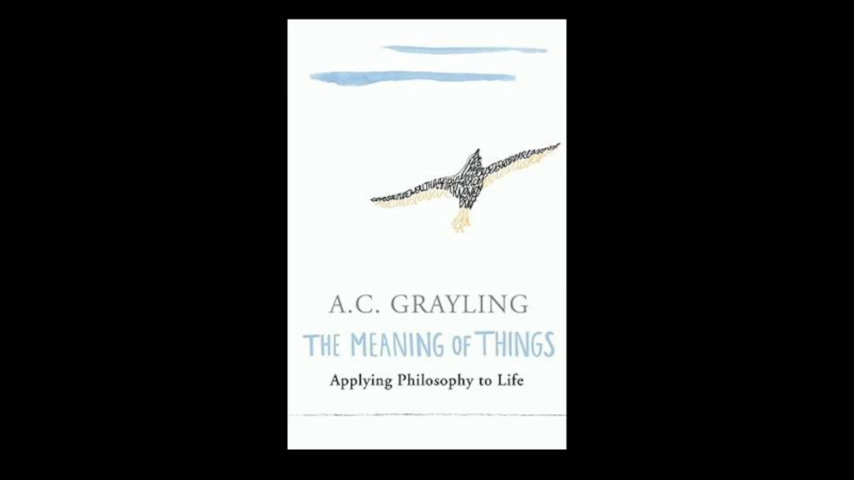 A.C. GRAYLING
THE MEANING OF THINGS
Applying Philosophy to Life